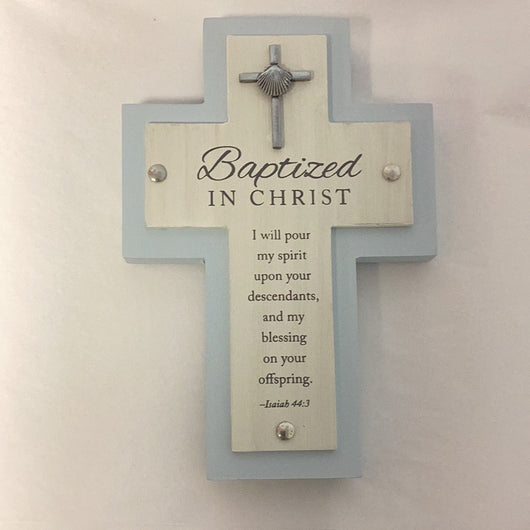 Baptized
IN CHRIST
I will pour
my spirit
upon your
descendants,
and my
blessing
on your
offspring.
–Isaiah 44:3